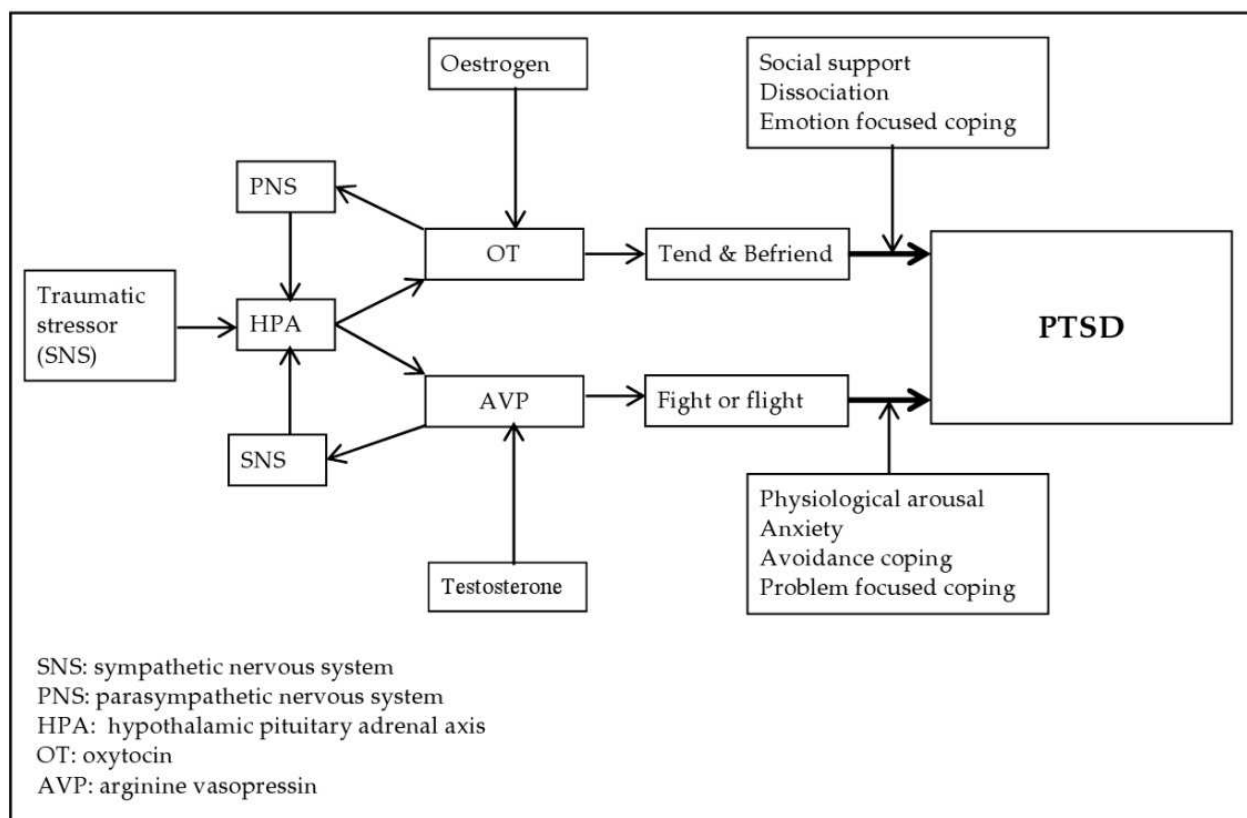 Oestrogen
Social support
Dissociation
Emotion focused coping
PNS
OT
Tend & Befriend
Traumatic
stressor
(SNS)
HPA
PTSD
AVP
Fight or flight
SNS
Physiological arousal
Anxiety
Avoidance coping
Problem focused coping
Testosterone
SNS: sympathetic nervous system
PNS: parasympathetic nervous system
HPA: hypothalamic pituitary adrenal axis
OT: oxytocin
AVP: arginine vasopressin